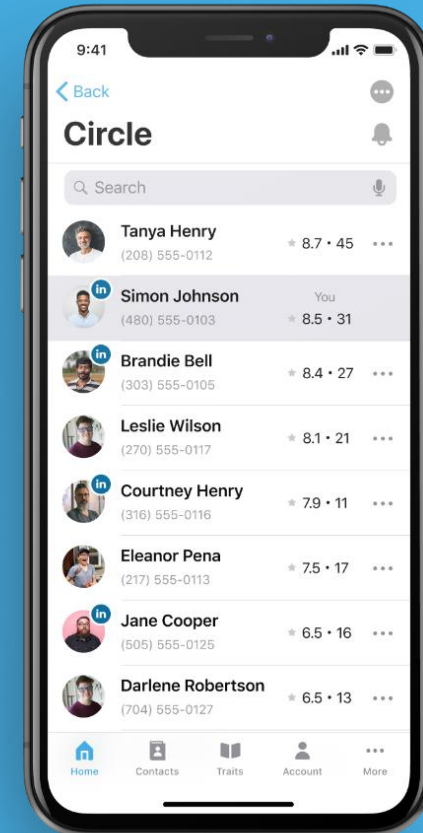 9:41
Back
Circle
Search
Tanya Henry
(208) 555-0112
8.7 • 45
in
Simon Johnson
(480) 555-0103
You
8.5 • 31
in
Brandie Bell
(303) 555-0105
8.4 • 27
Leslie Wilson
(270) 555-0117
8.1 • 21
in
Courtney Henry
(316) 555-0116
7.9 • 11
Eleanor Pena
(217) 555-0113
7.5 • 17
in
Jane Cooper
(505) 555-0125
6.5 • 16
Darlene Robertson
(704) 555-0127
6.5 • 13
Home
Contacts
Traits
Account
More